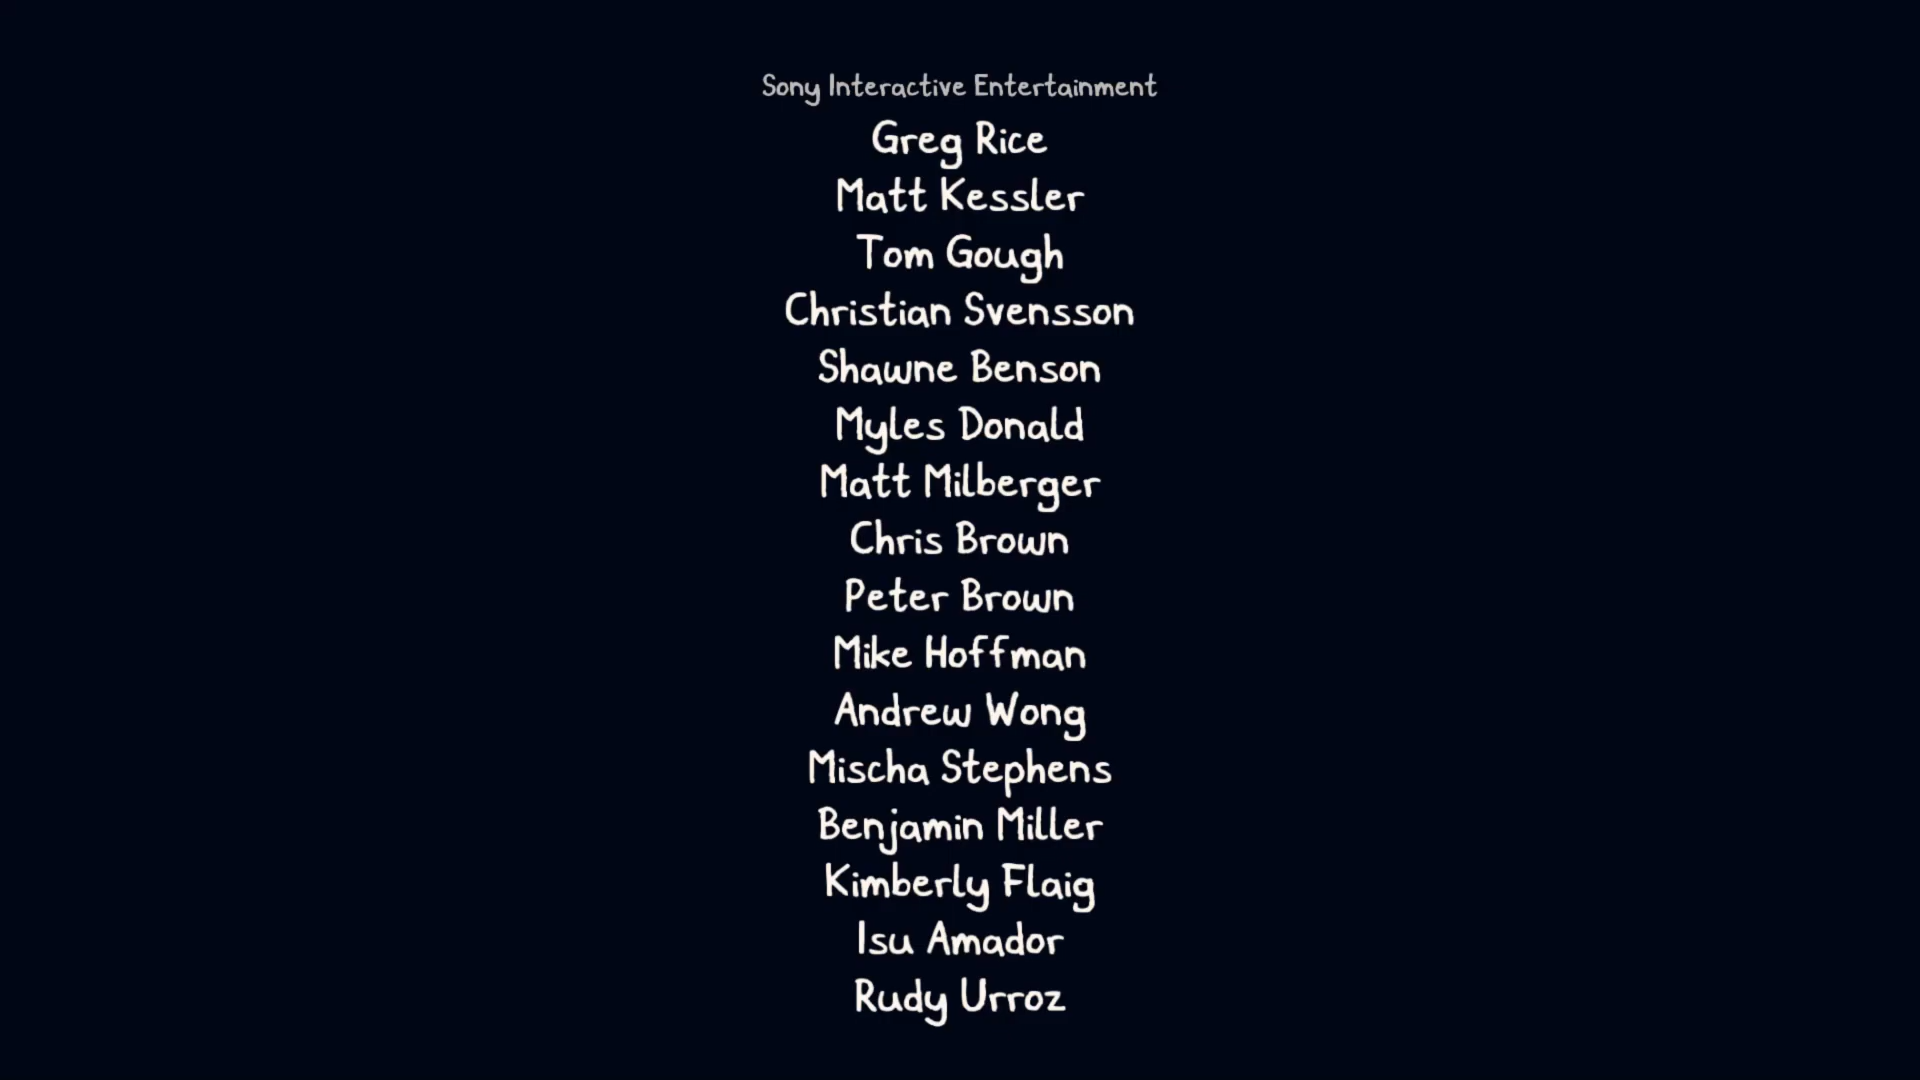 Sony Interactive Entertainment
Greg Rice
Matt Kessler
Tom Gough
Christian Svensson
Shawne Benson
Myles Donald
Matt Milberger
Chris Brown
Peter Brown
Mike Hoffman
Andrew Wong
Mischa Stephens
Benjamin Miller
Kimberly Flaig
Isu Amador
Rudy Urroz